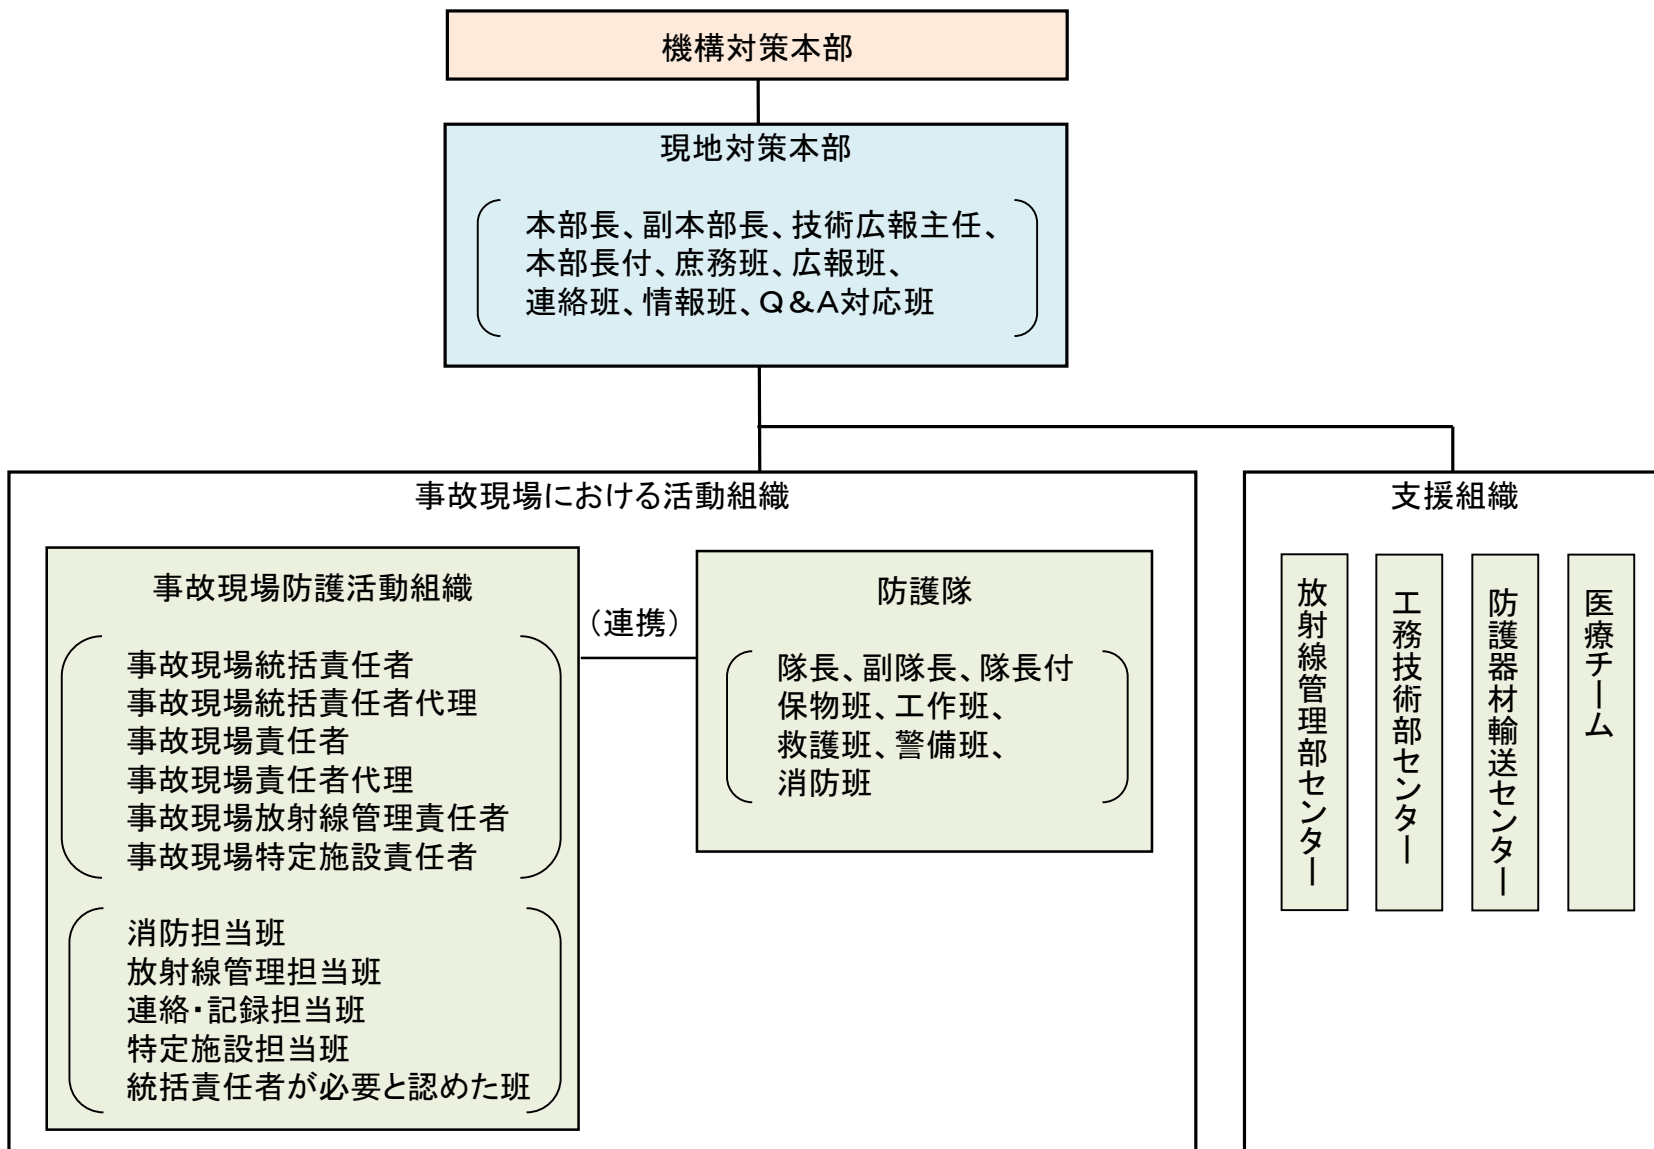 機構対策本部
現地対策本部
本部長、副本部長、技術広報主任、
本部長付、庶務班、広報班、
連絡班、情報班、Q&A対応班
事故現場における活動組織
事故現場防護活動組織
事故現場統括責任者
事故現場統括責任者代理
事故現場責任者
事故現場責任者代理
事故現場放射線管理責任者
事故現場特定施設責任者
消防担当班
放射線管理担当班
連絡・記録担当班
特定施設担当班
統括責任者が必要と認めた班
(連携)
防護隊
隊長、副隊長、隊長付
保物班、工作班、
救護班、警備班、
消防班
支援組織
放射線管理部センター
工務技術部センター
防護器材輸送センター
医療チーム